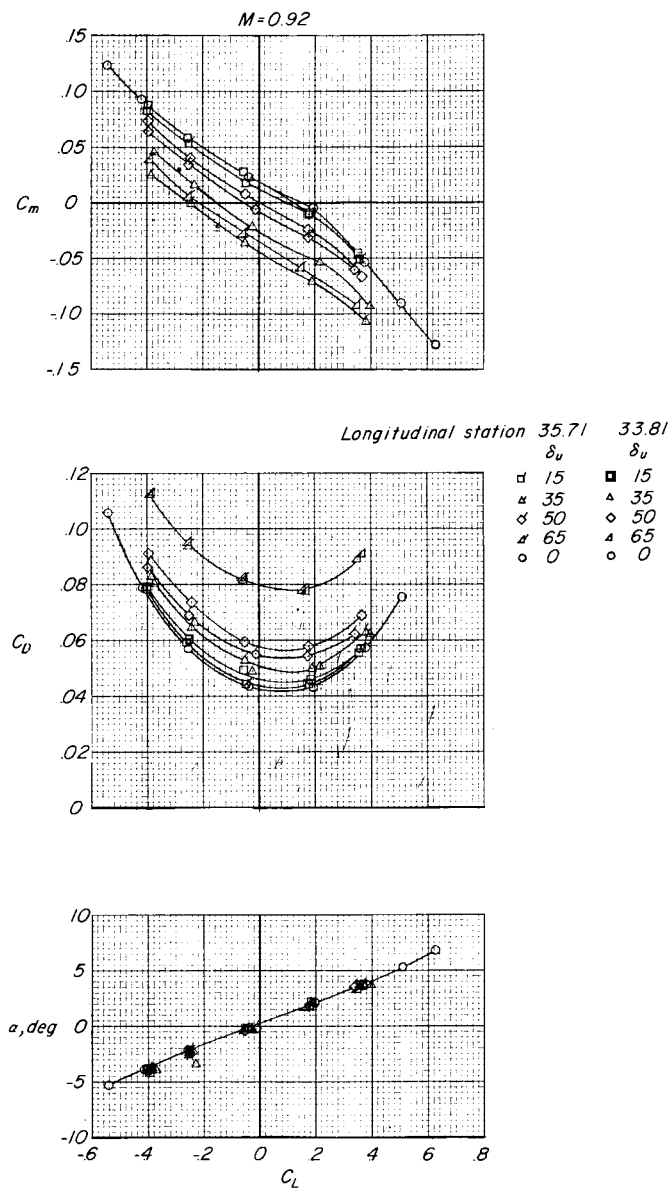 M=0.92
.15
.10
.05
Cm 0
-.05
-.10
-.15
Longitudinal station 35.71 33.81
δu δu
15 15
35 35
50 50
65 65
0 0
.12
.10
.08
CD .06
.04
.02
0
10
5
α, deg 0
-5
-10
-.6 -.4 -.2 0 .2 .4 .6 .8
CL